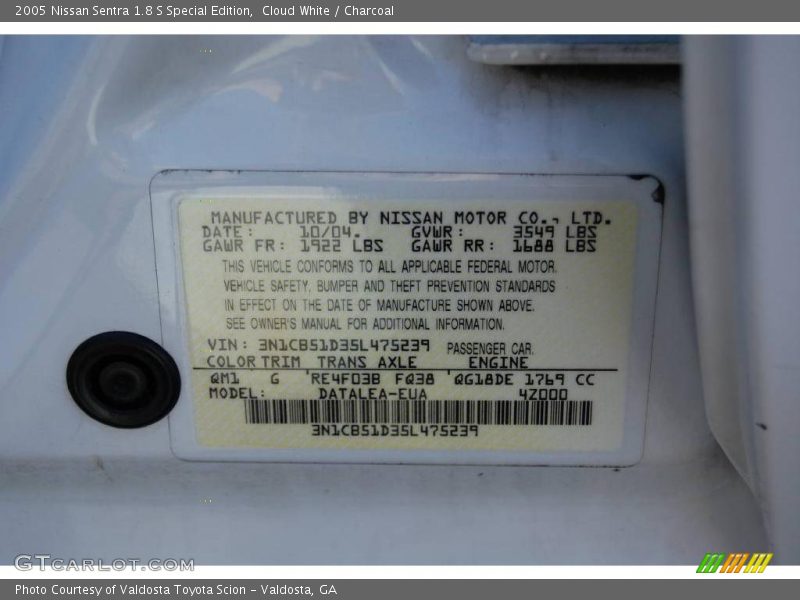 2005 Nissan Sentra 1.8 S Special Edition,  Cloud White / Charcoal
MANUFACTURED BY NISSAN MOTOR CO., LTD.
DATE: 10/04. GVWR: 3549 LBS
GAWR FR: 1922 LBS GAWR RR: 1688 LBS
THIS VEHICLE CONFORMS TO ALL APPLICABLE FEDERAL MOTOR
VEHICLE SAFETY, BUMPER AND THEFT PREVENTION STANDARDS
IN EFFECT ON THE DATE OF MANUFACTURE SHOWN ABOVE.
SEE OWNER'S MANUAL FOR ADDITIONAL INFORMATION.
VIN: 3N1CB51D35L475239 PASSENGER CAR.
COLOR TRIM TRANS AXLE ENGINE
QM1 G RE4F03B FQ38 QG18DE 1769 CC
MODEL: DATALEA-EUA 4Z000
3N1CB51D35L475239
GTCARLOT.COM
Photo Courtesy of Valdosta Toyota Scion - Valdosta, GA